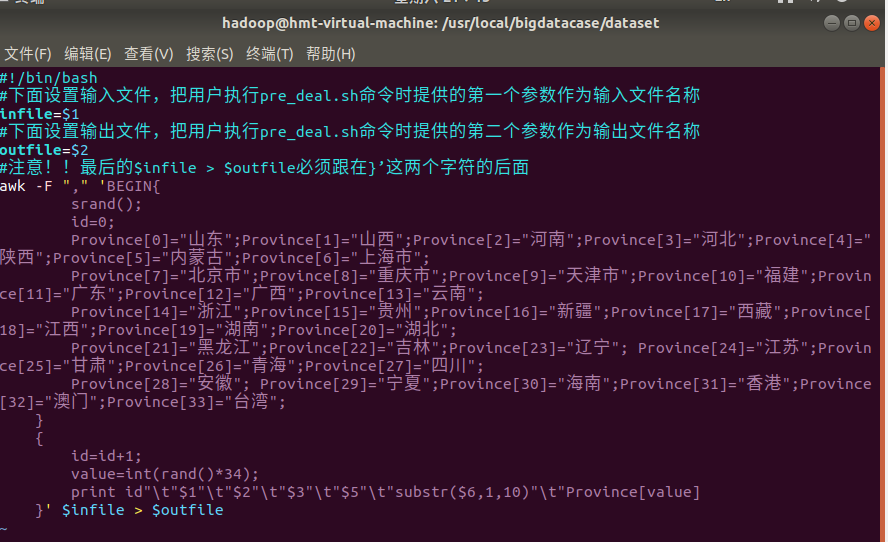 hadoop@hmt-virtual-machine: /usr/local/bigdatacase/dataset
文件(F) 编辑(E) 查看(V) 搜索(S) 终端(T) 帮助(H)
#!/bin/bash
#下面设置输入文件，把用户执行pre_deal.sh命令时提供的第一个参数作为输入文件名称
infile=$1
#下面设置输出文件，把用户执行pre_deal.sh命令时提供的第二个参数作为输出文件名称
outfile=$2
#注意！！最后的$infile > $outfile必须跟在}’这两个字符的后面
awk -F "," 'BEGIN{
        srand();
        id=0;
        Province[0]="山东";Province[1]="山西";Province[2]="河南";Province[3]="河北";Province[4]="
陕西";Province[5]="内蒙古";Province[6]="上海市";
        Province[7]="北京市";Province[8]="重庆市";Province[9]="天津市";Province[10]="福建";Provin
ce[11]="广东";Province[12]="广西";Province[13]="云南";
        Province[14]="浙江";Province[15]="贵州";Province[16]="新疆";Province[17]="西藏";Province[
18]="江西";Province[19]="湖南";Province[20]="湖北";
        Province[21]="黑龙江";Province[22]="吉林";Province[23]="辽宁"; Province[24]="江苏";Provin
ce[25]="甘肃";Province[26]="青海";Province[27]="四川";
        Province[28]="安徽"; Province[29]="宁夏";Province[30]="海南";Province[31]="香港";Province
[32]="澳门";Province[33]="台湾";
    }
    {
        id=id+1;
        value=int(rand()*34);
        print id"\t"$1"\t"$2"\t"$3"\t"$5"\t"substr($6,1,10)"\t"Province[value]
    }' $infile > $outfile
~